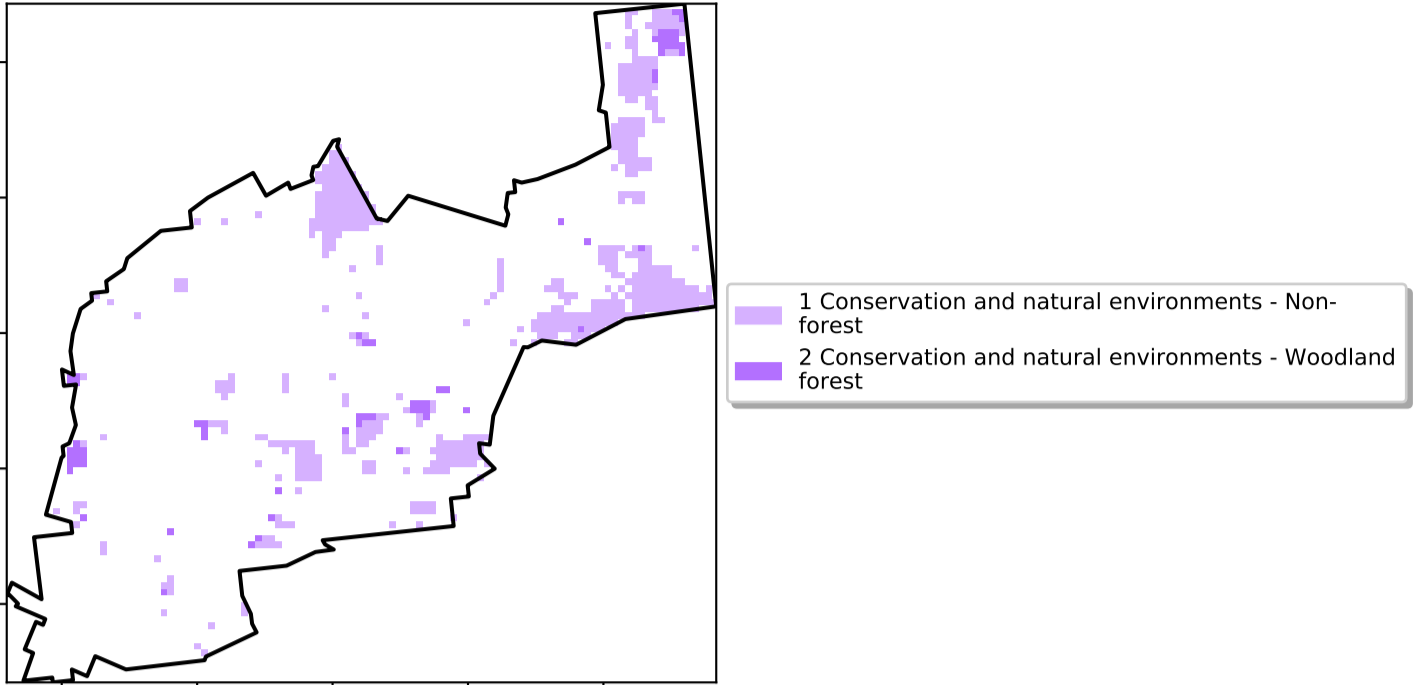 1 Conservation and natural environments - Non-
forest
2 Conservation and natural environments - Woodland
forest